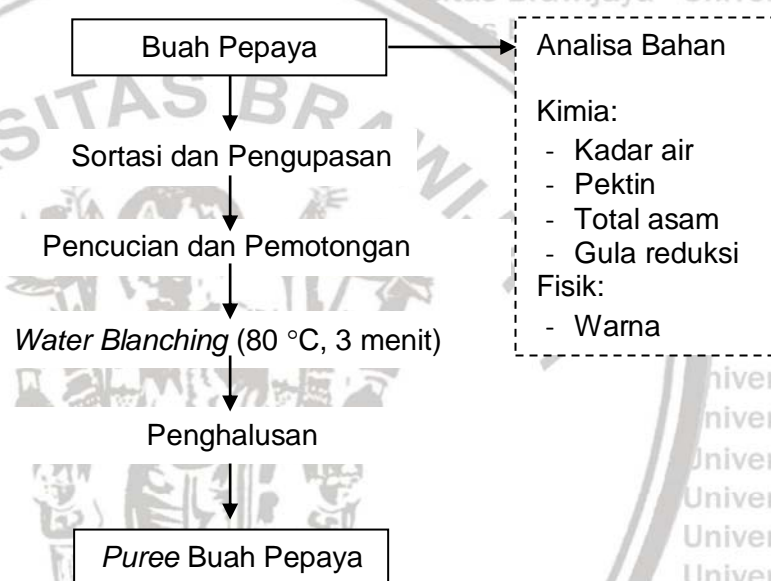 Buah Pepaya
Sortasi dan Pengupasan
Pencucian dan Pemotongan
Water Blanching (80 °C, 3 menit)
Penghalusan
Puree Buah Pepaya
Analisa Bahan
Kimia:
- Kadar air
- Pektin
- Total asam
- Gula reduksi
Fisik:
- Warna